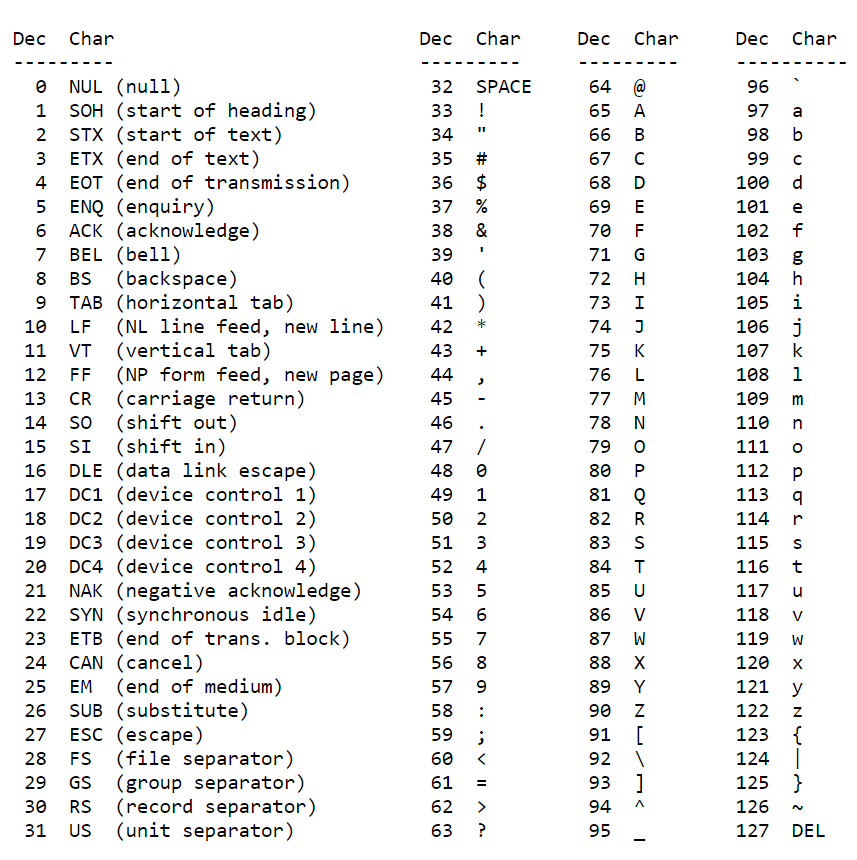 Dec  Char                           Dec  Char     Dec  Char     Dec  Char
---------                           ---------     ---------     ----------
  0  NUL (null)                      32  SPACE     64  @         96  `
  1  SOH (start of heading)          33  !         65  A         97  a
  2  STX (start of text)             34  "         66  B         98  b
  3  ETX (end of text)               35  #         67  C         99  c
  4  EOT (end of transmission)       36  $         68  D        100  d
  5  ENQ (enquiry)                   37  %         69  E        101  e
  6  ACK (acknowledge)               38  &         70  F        102  f
  7  BEL (bell)                      39  '         71  G        103  g
  8  BS  (backspace)                 40  (         72  H        104  h
  9  TAB (horizontal tab)            41  )         73  I        105  i
 10  LF  (NL line feed, new line)    42  *         74  J        106  j
 11  VT  (vertical tab)              43  +         75  K        107  k
 12  FF  (NP form feed, new page)    44  ,         76  L        108  l
 13  CR  (carriage return)           45  -         77  M        109  m
 14  SO  (shift out)                 46  .         78  N        110  n
 15  SI  (shift in)                  47  /         79  O        111  o
 16  DLE (data link escape)          48  0         80  P        112  p
 17  DC1 (device control 1)          49  1         81  Q        113  q
 18  DC2 (device control 2)          50  2         82  R        114  r
 19  DC3 (device control 3)          51  3         83  S        115  s
 20  DC4 (device control 4)          52  4         84  T        116  t
 21  NAK (negative acknowledge)      53  5         85  U        117  u
 22  SYN (synchronous idle)          54  6         86  V        118  v
 23  ETB (end of trans. block)       55  7         87  W        119  w
 24  CAN (cancel)                    56  8         88  X        120  x
 25  EM  (end of medium)             57  9         89  Y        121  y
 26  SUB (substitute)                58  :         90  Z        122  z
 27  ESC (escape)                    59  ;         91  [        123  {
 28  FS  (file separator)            60  <         92  \        124  |
 29  GS  (group separator)           61  =         93  ]        125  }
 30  RS  (record separator)          62  >         94  ^        126  ~
 31  US  (unit separator)            63  ?         95  _        127  DEL